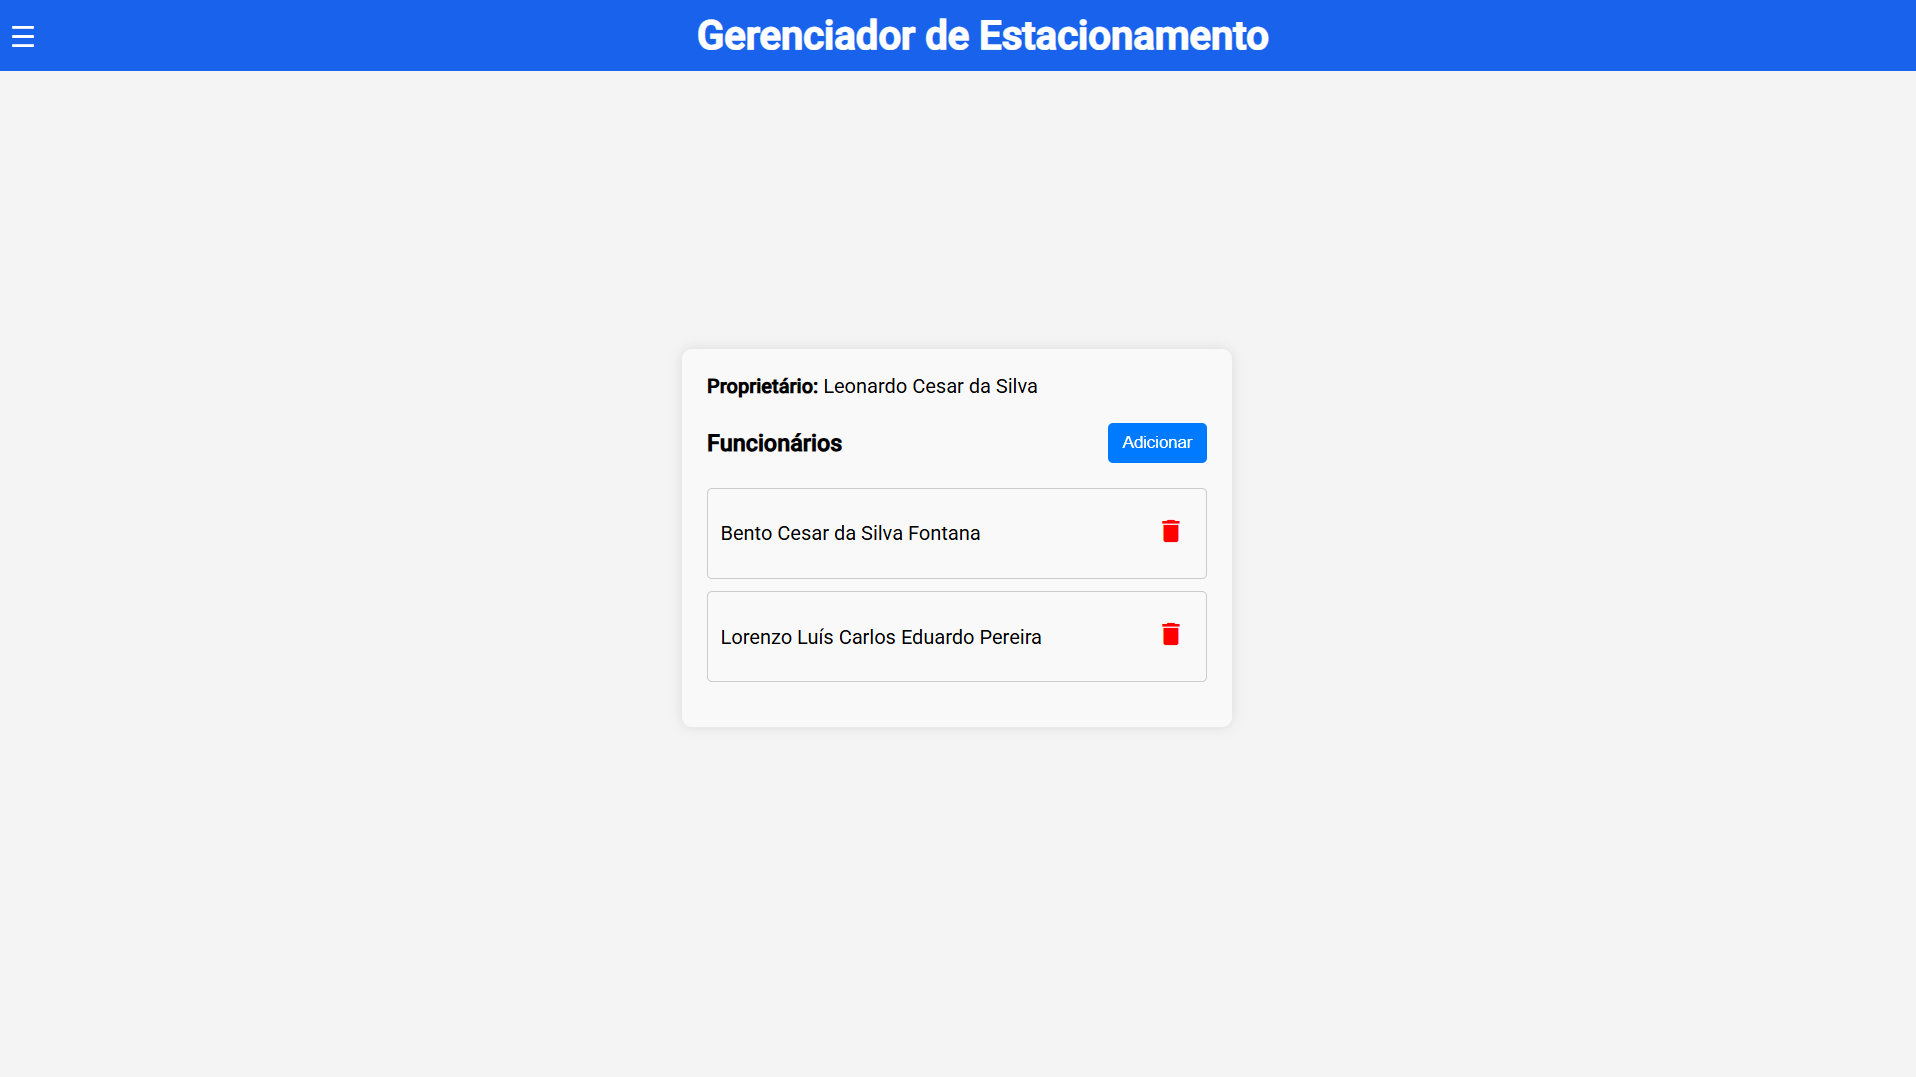 Gerenciador de Estacionamento
Proprietário: Leonardo Cesar da Silva
Funcionários
Adicionar
Bento Cesar da Silva Fontana
Lorenzo Luís Carlos Eduardo Pereira